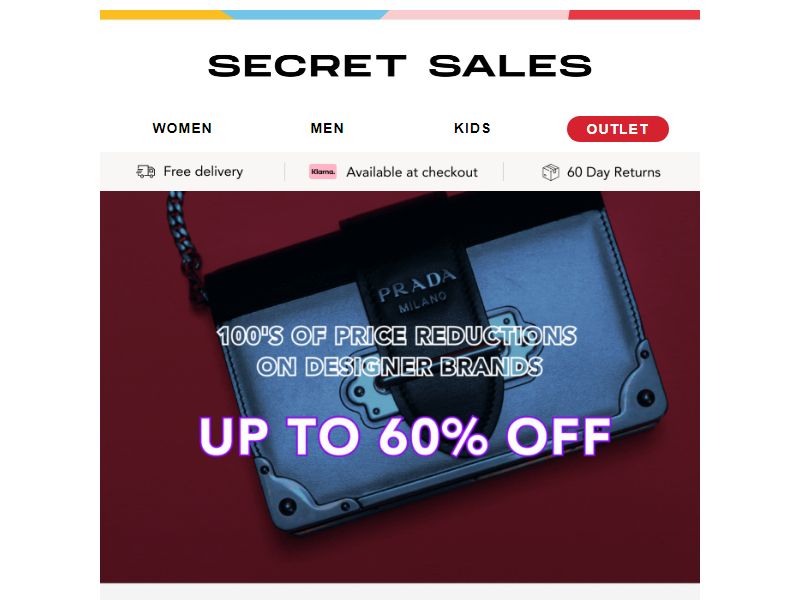 SECRET SALES
WOMEN
MEN
KIDS
OUTLET
Free delivery
Klarna.
Available at checkout
60 Day Returns
PRADA
MILANO
100'S OF PRICE REDUCTIONS
ON DESIGNER BRANDS
UP TO 60% OFF